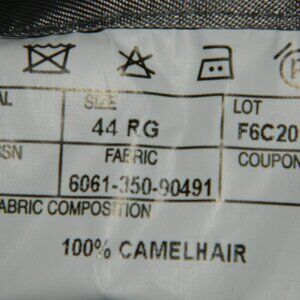 SIZE LOT
44 RG F6C20
FABRIC COUPON
6061-350-90491
FABRIC COMPOSITION
100% CAMELHAIR